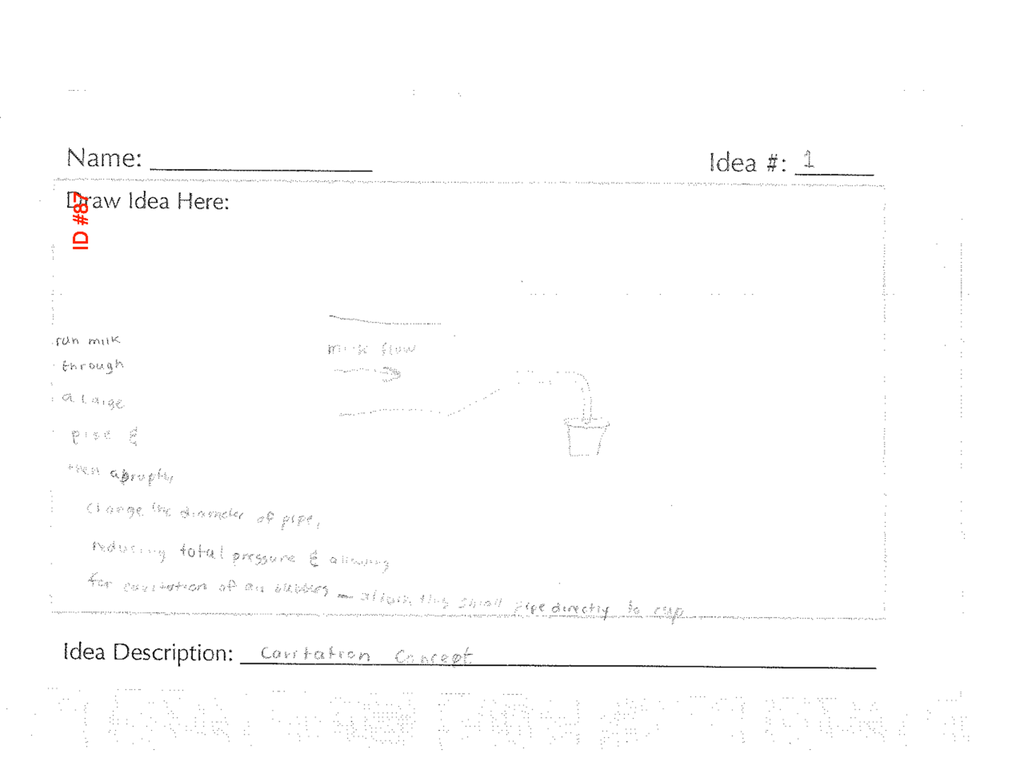 Name:
Idea #: 1
Draw Idea Here:
ID #87
run milk
through
a large
pipe &
then abruptly
change the diameter of pipe,
reducing total pressure & allowing
for cavitation of air bubbles — attach this small pipe directly to cup
milk flow
Idea Description: Cavitation Concept